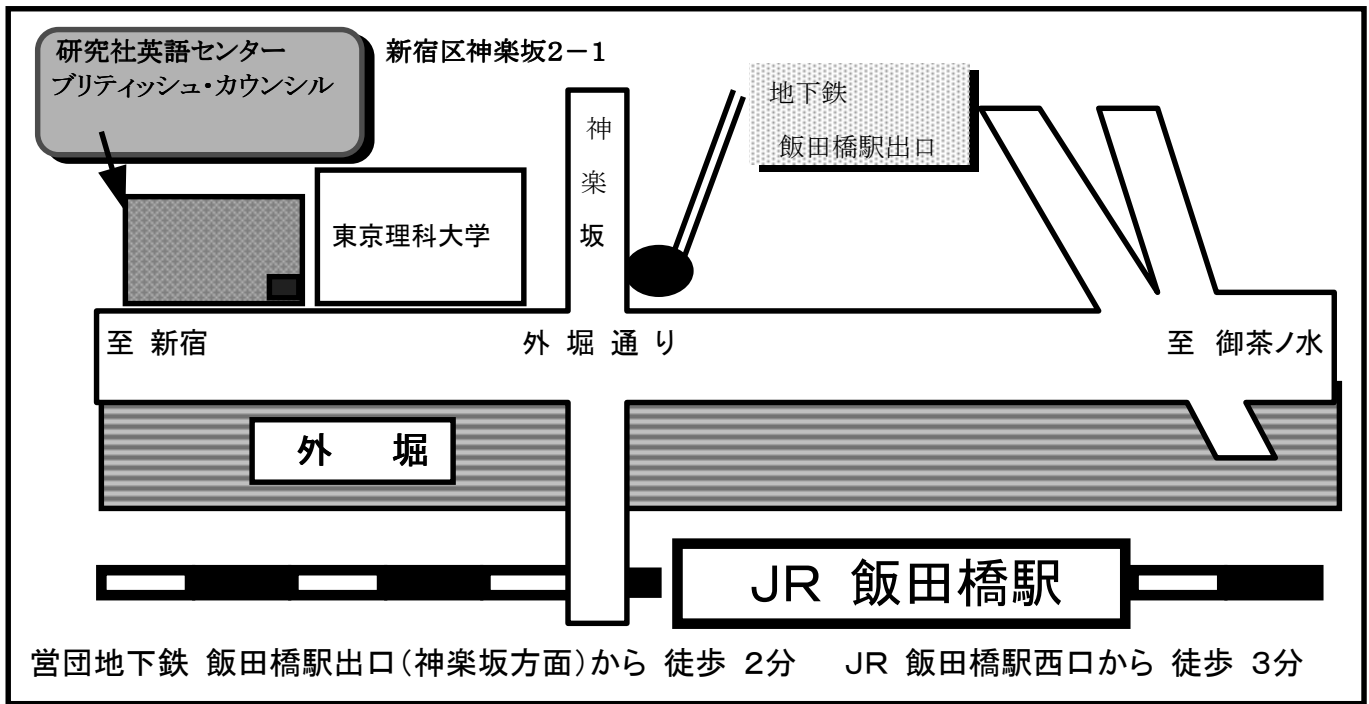 研究社英語センター
ブリティッシュ・カウンシル
新宿区神楽坂2－1
神楽坂
地下鉄
飯田橋駅出口
東京理科大学
至 新宿
外 堀 通 り
至 御茶ノ水
外 堀
ＪＲ 飯田橋駅
営団地下鉄 飯田橋駅出口（神楽坂方面）から 徒歩 2分 ＪＲ 飯田橋駅西口から 徒歩 3分